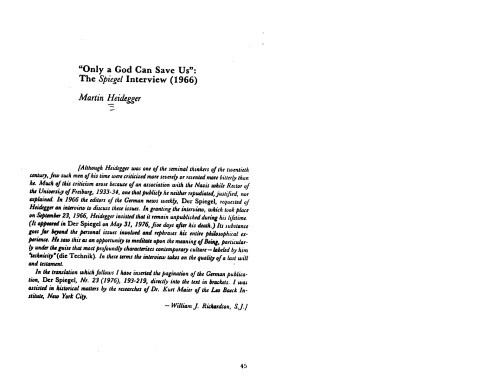 "Only a God Can Save Us":
The Spiegel Interview (1966)
Martin Heidegger
[Although Heidegger was one of the seminal thinkers of the twentieth
century, few such men of his time were criticized more severely or resented more bitterly than
he. Much of this criticism arose because of an association with the Nazis while Rector of
the University of Freiburg, 1933-34, one that publicly he neither repudiated, justified, nor
explained. In 1966 the editors of the German news weekly, Der Spiegel, requested of
Heidegger an interview to discuss these issues. In granting the interview, which took place
on September 23, 1966, Heidegger insisted that it remain unpublished during his lifetime.
(It appeared in Der Spiegel on May 31, 1976, five days after his death.) Its substance
goes far beyond the personal issues involved and rephrases his entire philosophical ex-
perience. He saw this as an opportunity to meditate upon the meaning of Being, particular-
ly under the guise that most profoundly characterizes contemporary culture—labeled by him
"technicity" (die Technik). In these terms the interview takes on the quality of a last will
and testament.
In the translation which follows I have inserted the pagination of the German publica-
tion, Der Spiegel, Nr. 23 (1976), 193-219, directly into the text in brackets. I was
assisted in historical matters by the researches of Dr. Kurt Maier of the Leo Baeck In-
stitute, New York City.
—William J. Richardson, S.J.]
45